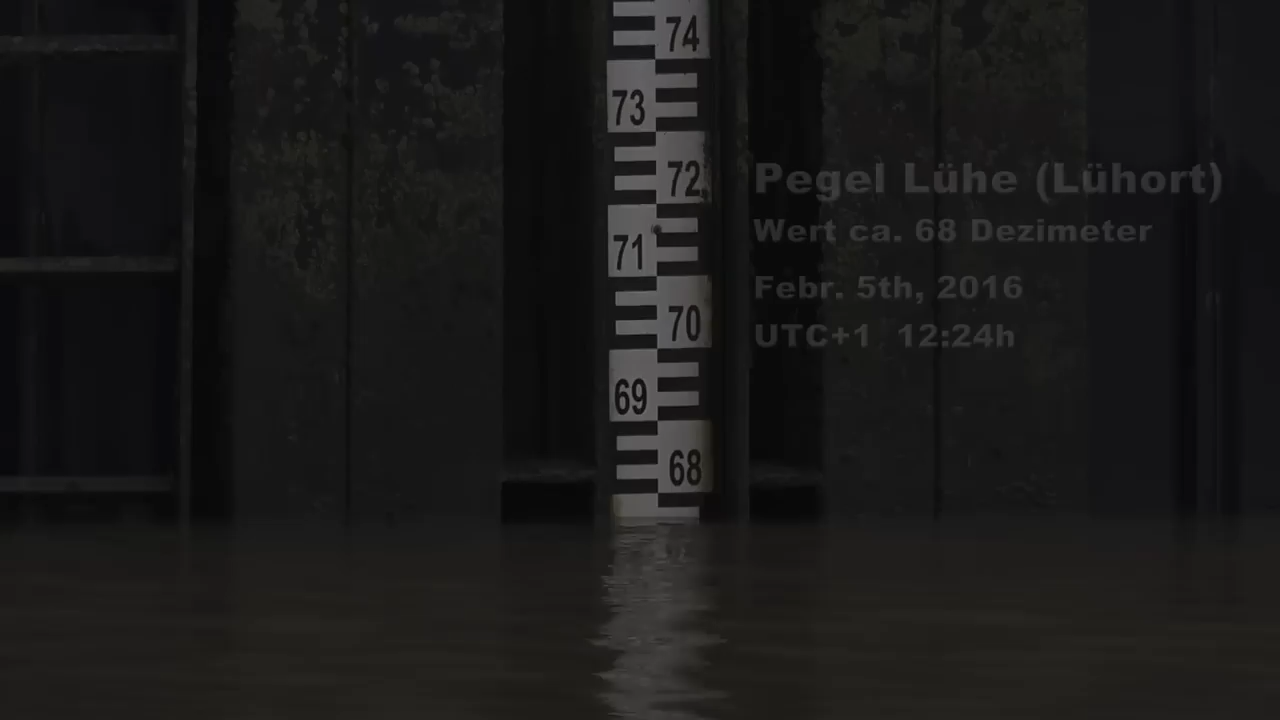 74
73
72
Pegel Lühe (Lühort)
Wert ca. 68 Dezimeter
71
Febr. 5th, 2016
70
UTC+1 12:24h
69
68